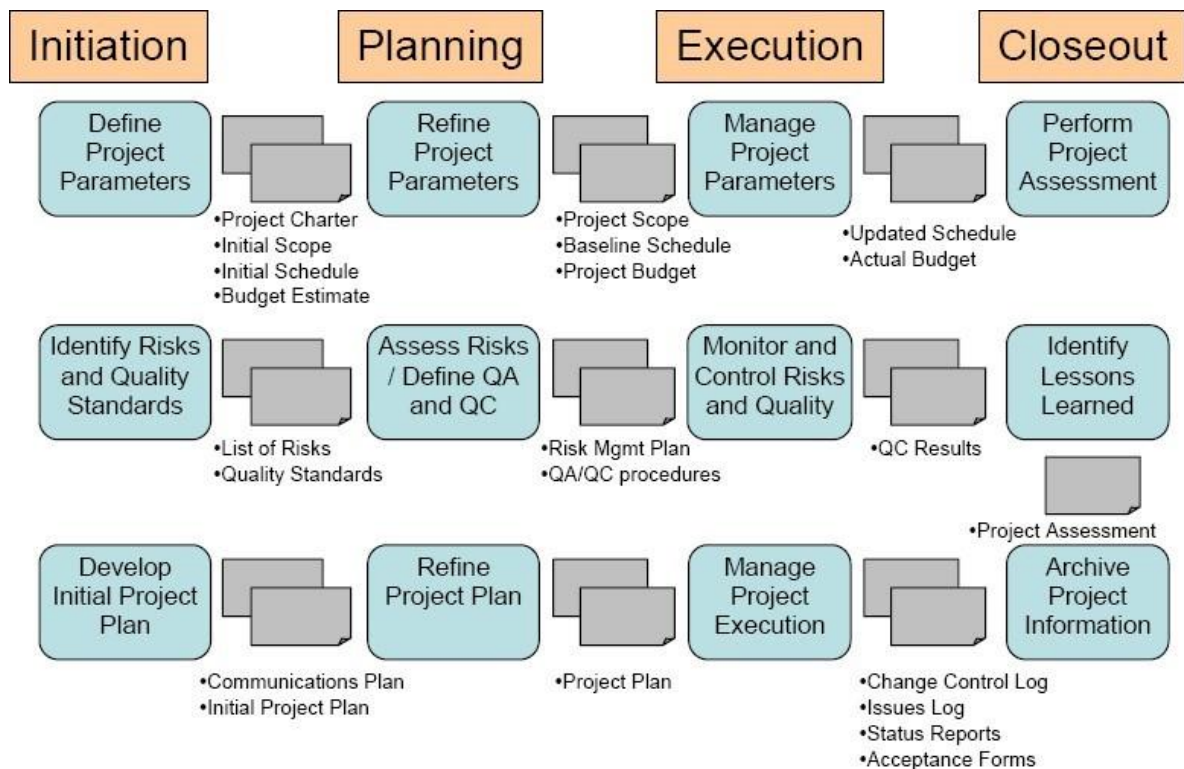 Initiation
Planning
Execution
Closeout
Define
Project
Parameters
Refine
Project
Parameters
Manage
Project
Parameters
Perform
Project
Assessment
•Project Charter
•Initial Scope
•Initial Schedule
•Budget Estimate
•Project Scope
•Baseline Schedule
•Project Budget
•Updated Schedule
•Actual Budget
Identify Risks
and Quality
Standards
Assess Risks
/ Define QA
and QC
Monitor and
Control Risks
and Quality
Identify
Lessons
Learned
•List of Risks
•Quality Standards
•Risk Mgmt Plan
•QA/QC procedures
•QC Results
•Project Assessment
Develop
Initial Project
Plan
Refine
Project Plan
Manage
Project
Execution
Archive
Project
Information
•Communications Plan
•Initial Project Plan
•Project Plan
•Change Control Log
•Issues Log
•Status Reports
•Acceptance Forms